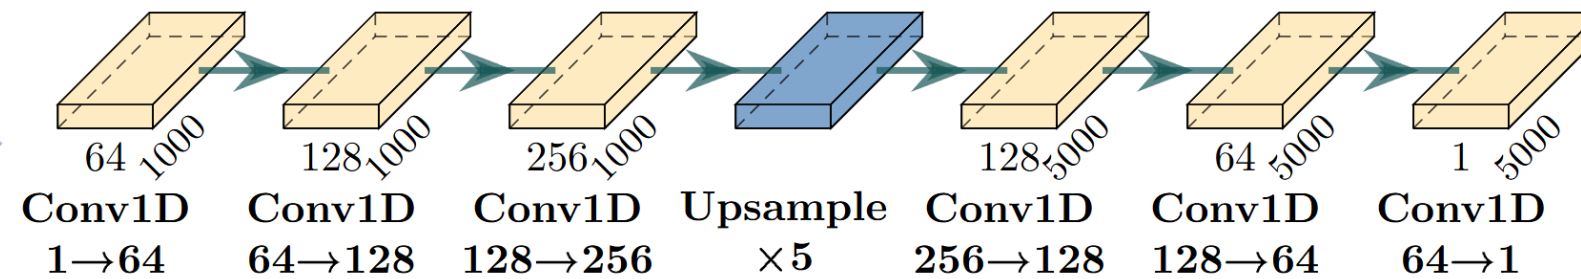 64 1000 128 1000 256 1000 128 5000 64 5000 1 5000
Conv1D Conv1D Conv1D Upsample Conv1D Conv1D Conv1D
1→64 64→128 128→256 ×5 256→128 128→64 64→1